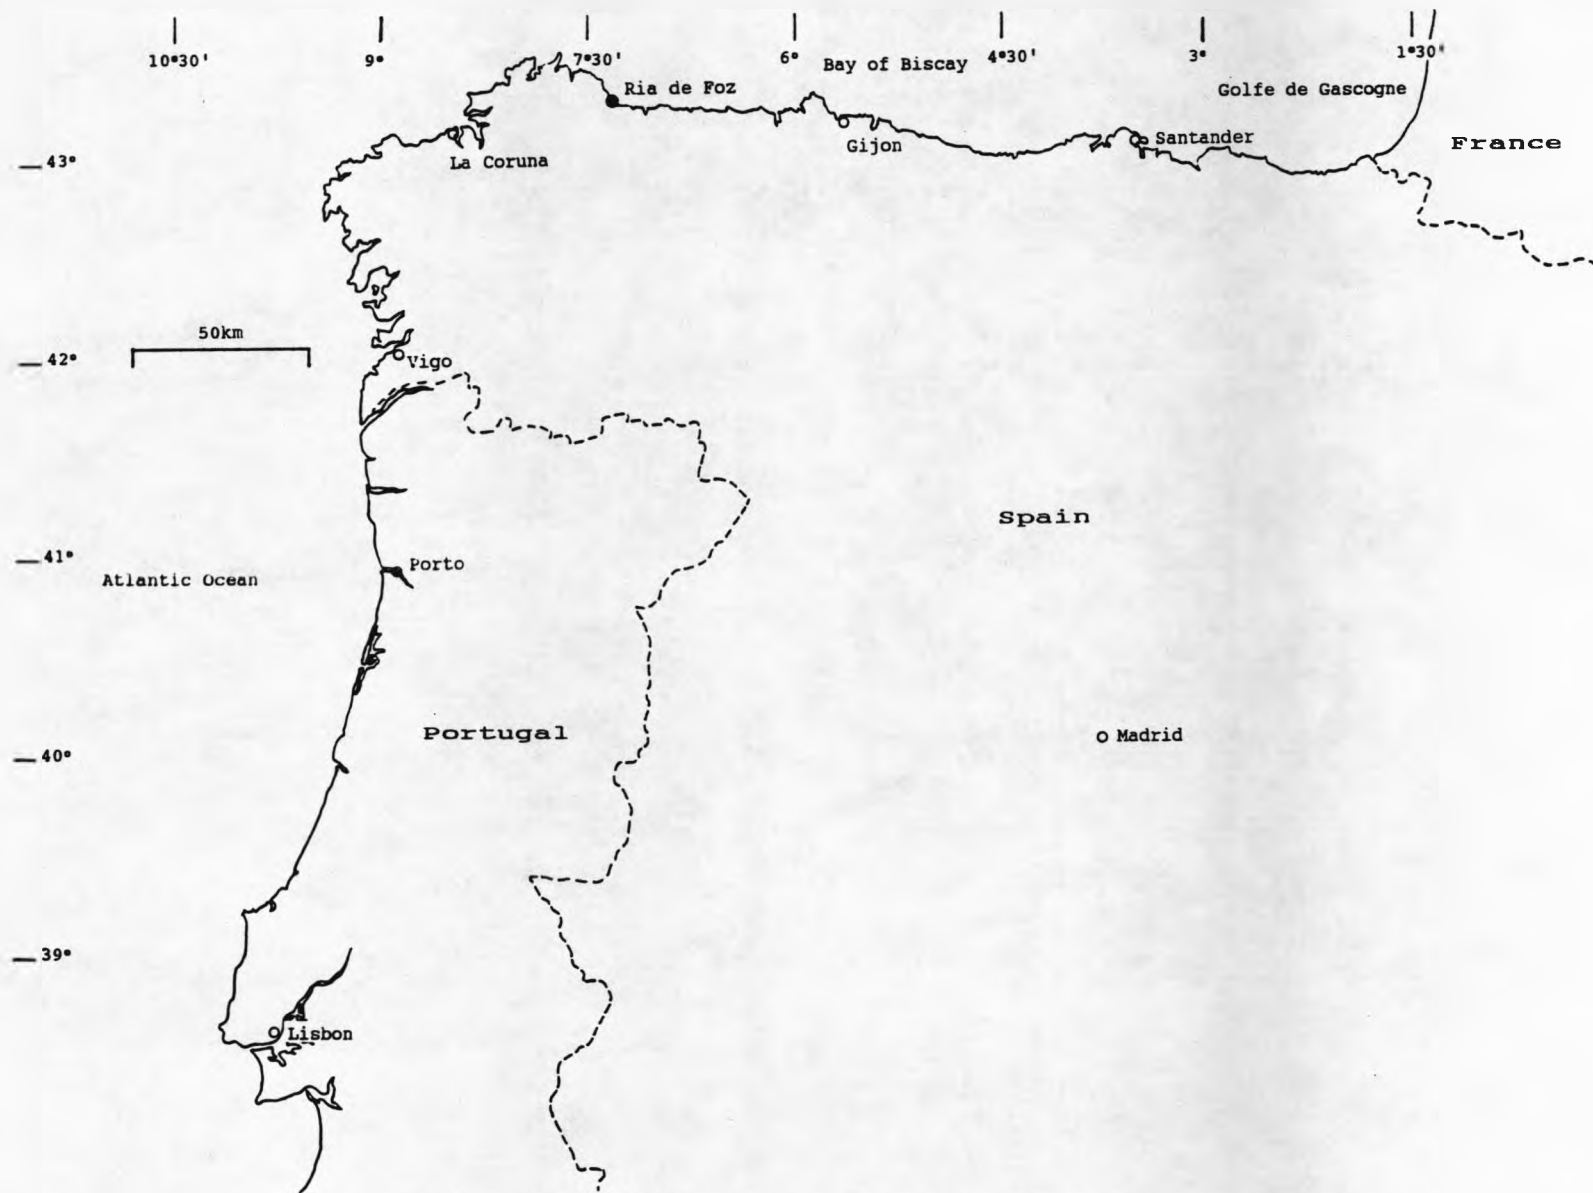 10°30' 9° 7°30' 6° 4°30' 3° 1°30'
Bay of Biscay
Ria de Foz
Golfe de Gascogne
Gijon
Santander
France
La Coruna
43°
50km
42°
Vigo
Spain
41°
Porto
Atlantic Ocean
Portugal
Madrid
40°
39°
Lisbon